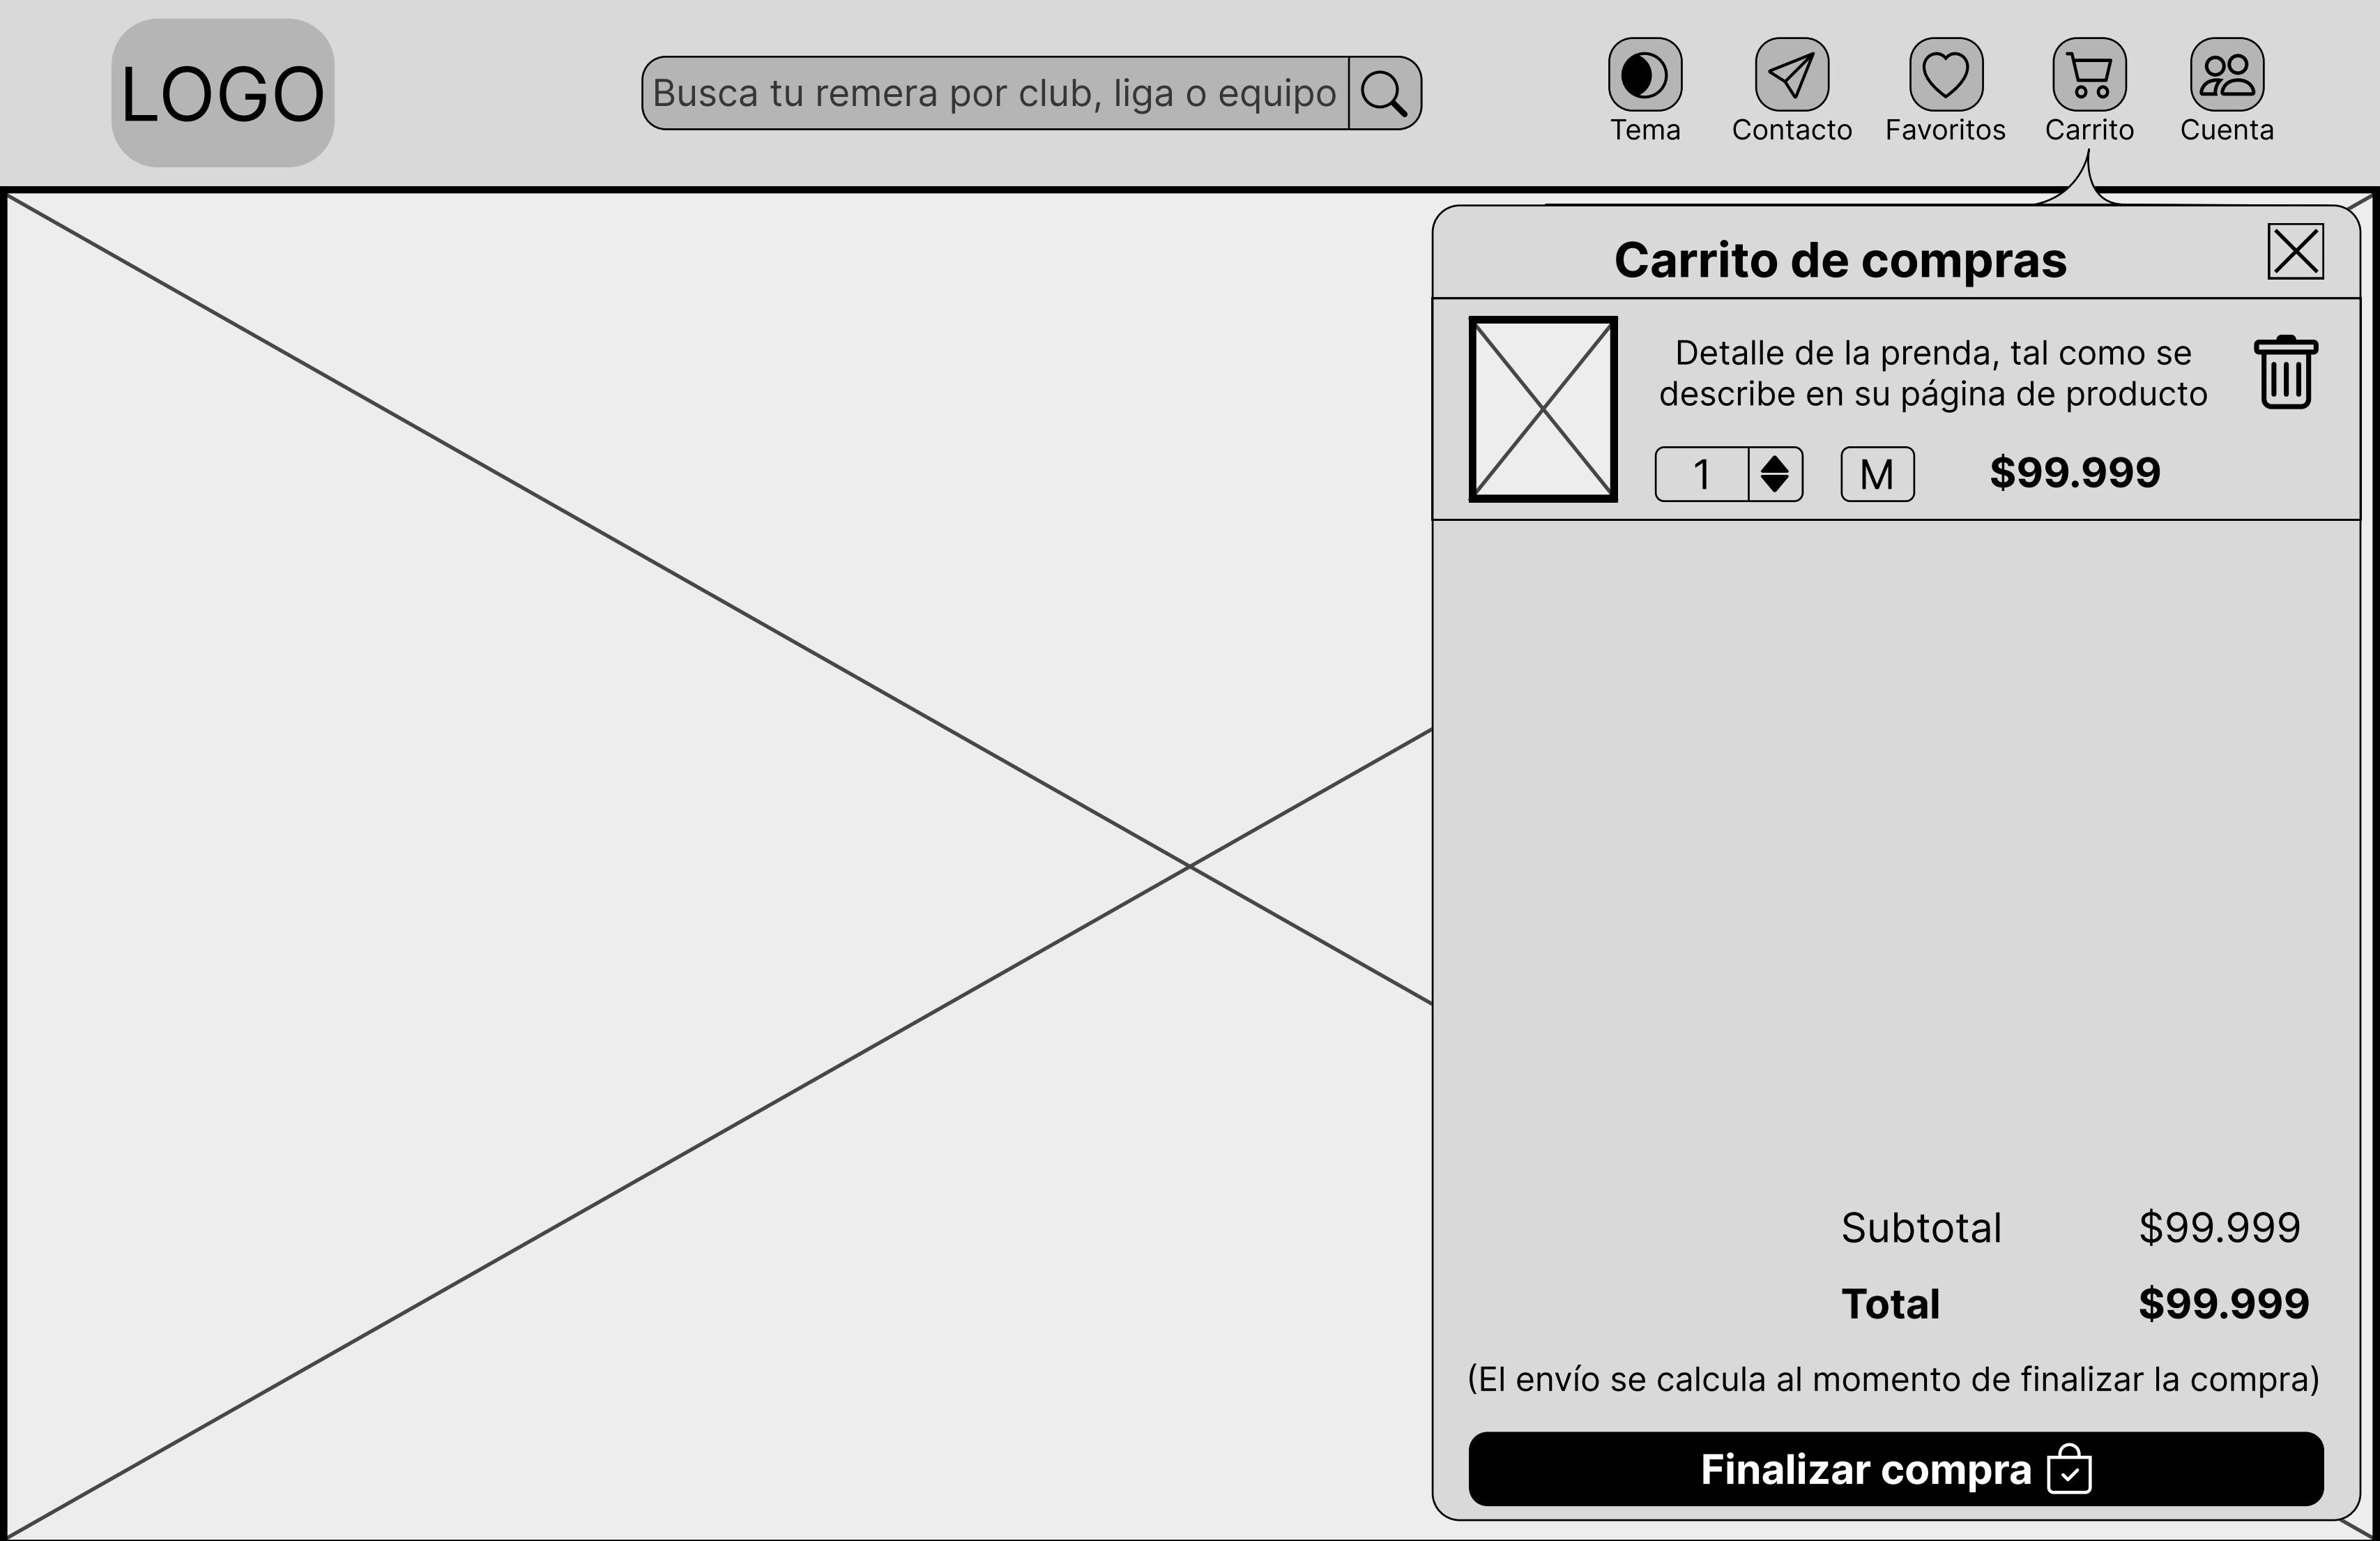 LOGO
Busca tu remera por club, liga o equipo
Tema
Contacto
Favoritos
Carrito
Cuenta
Carrito de compras
Detalle de la prenda, tal como se
describe en su página de producto
1
M
$99.999
Subtotal $99.999
Total $99.999
(El envío se calcula al momento de finalizar la compra)
Finalizar compra